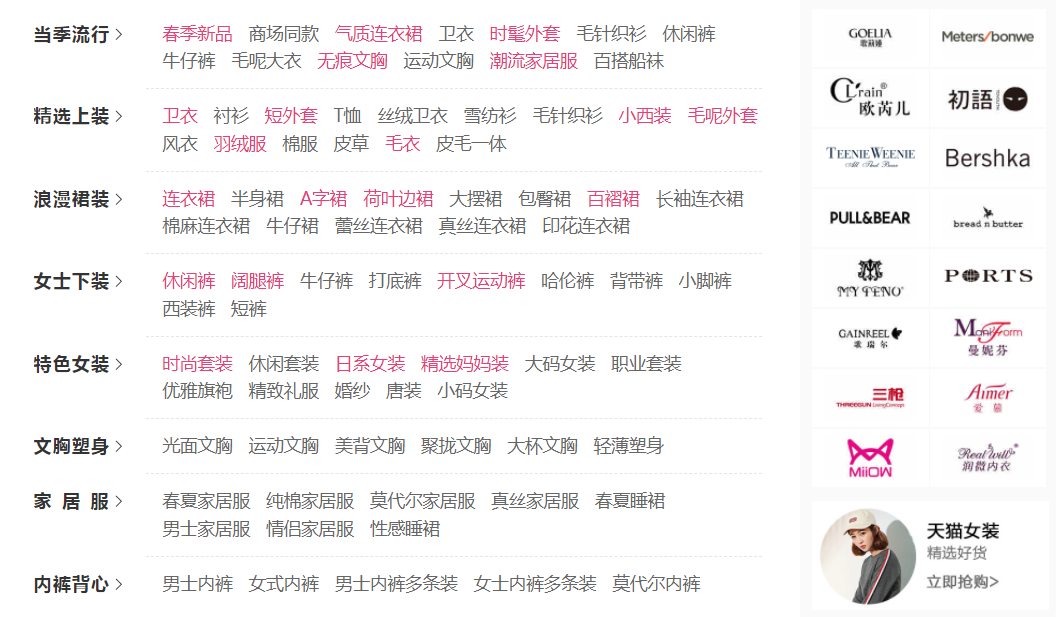 当季流行 >
春季新品 商场同款 气质连衣裙 卫衣 时髦外套 毛针织衫 休闲裤
牛仔裤 毛呢大衣 无痕文胸 运动文胸 潮流家居服 百搭船袜
精选上装 >
卫衣 衬衫 短外套 T恤 丝绒卫衣 雪纺衫 毛针织衫 小西装 毛呢外套
风衣 羽绒服 棉服 皮草 毛衣 皮毛一体
浪漫裙装 >
连衣裙 半身裙 A字裙 荷叶边裙 大摆裙 包臀裙 百褶裙 长袖连衣裙
棉麻连衣裙 牛仔裙 蕾丝连衣裙 真丝连衣裙 印花连衣裙
女士下装 >
休闲裤 阔腿裤 牛仔裤 打底裤 开叉运动裤 哈伦裤 背带裤 小脚裤
西装裤 短裤
特色女装 >
时尚套装 休闲套装 日系女装 精选妈妈装 大码女装 职业套装
优雅旗袍 精致礼服 婚纱 唐装 小码女装
文胸塑身 >
光面文胸 运动文胸 美背文胸 聚拢文胸 大杯文胸 轻薄塑身
家 居 服 >
春夏家居服 纯棉家居服 莫代尔家居服 真丝家居服 春夏睡裙
男士家居服 情侣家居服 性感睡裙
内裤背心 >
男士内裤 女式内裤 男士内裤多条装 女士内裤多条装 莫代尔内裤
GOELIA
歌莉娅
Meters/bonwe
Crain®
欧芮儿
初語
TEENIE WEENIE
All That Bear
Bershka
PULL&BEAR
bread n butter
MY TENO
PORTS
GAINREEL
歌瑞尔
ManiForm
曼妮芬
三枪
THREEGUN LivingConcept
Aimer
爱慕
MiiOW
Real will
润微内衣
天猫女装
精选好货
立即抢购>